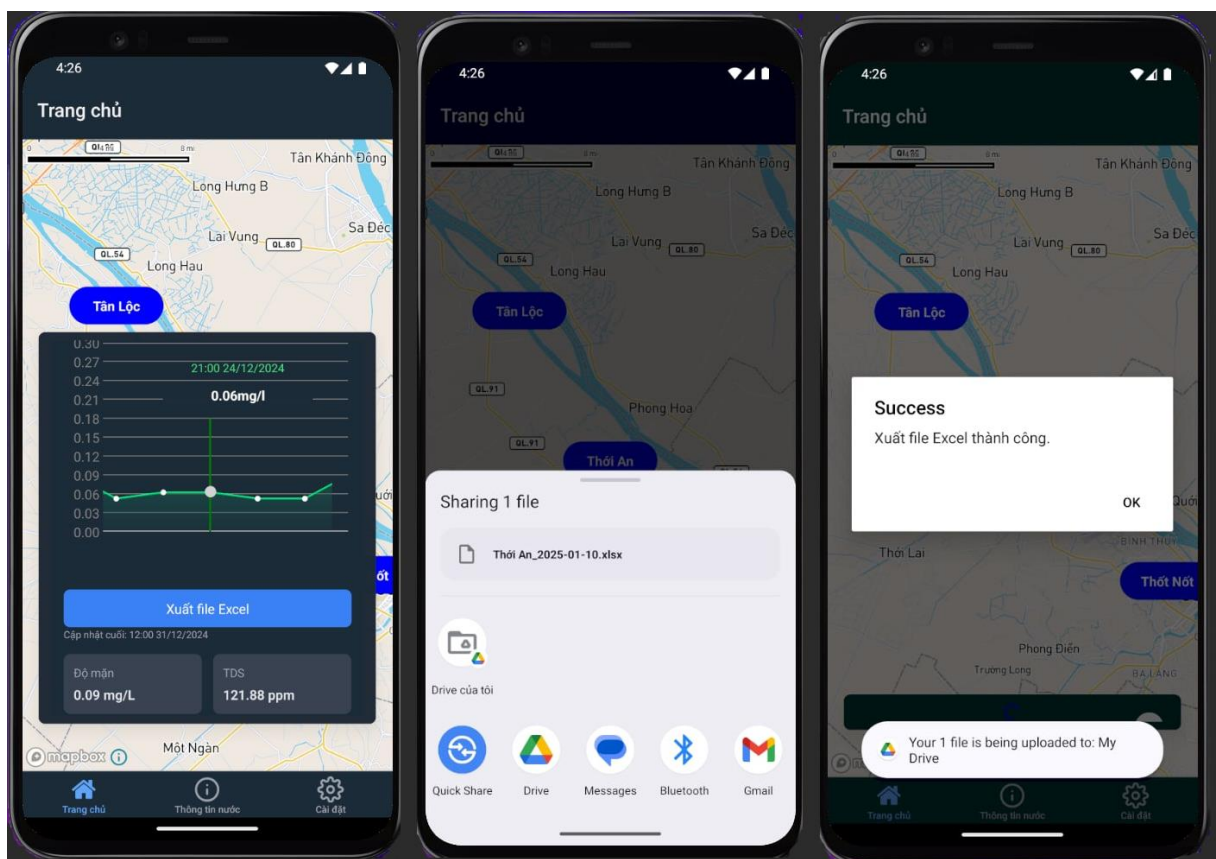 4:26
Trang chủ
8 mi
Tân Khánh Đông
Long Hưng B
Lai Vung
QL.80
Sa Đéc
QL.54
Long Hau
Tân Lộc
0.30
0.27
21:00 24/12/2024
0.24
0.21
0.06mg/l
0.18
0.15
0.12
0.09
0.06
0.03
0.00
ốt
Xuất file Excel
Cập nhật cuối: 12:00 31/12/2024
Độ mặn
TDS
0.09 mg/L
121.88 ppm
Một Ngàn
mapbox
Trang chủ
Thông tin nước
Cài đặt
4:26
Trang chủ
Tân Khánh Đông
Long Hưng B
Lai Vung
QL.80
Sa Đéc
QL.54
Long Hau
Tân Lộc
QL.91
Phong Hoa
QL.91
Thới An
Sharing 1 file
Thới An_2025-01-10.xlsx
Drive của tôi
Quick Share
Drive
Messages
Bluetooth
Gmail
4:26
Trang chủ
Tân Khánh Đông
Long Hưng B
Lai Vung
QL.80
Sa Đéc
QL.54
Long Hau
Tân Lộc
Success
Xuất file Excel thành công.
OK
Thới Lai
BÌNH THỦY
Thốt Nốt
Phong Điền
Trường Long
BA LÁNG
Your 1 file is being uploaded to: My
Drive
Trang chủ
Thông tin nước
Cài đặt